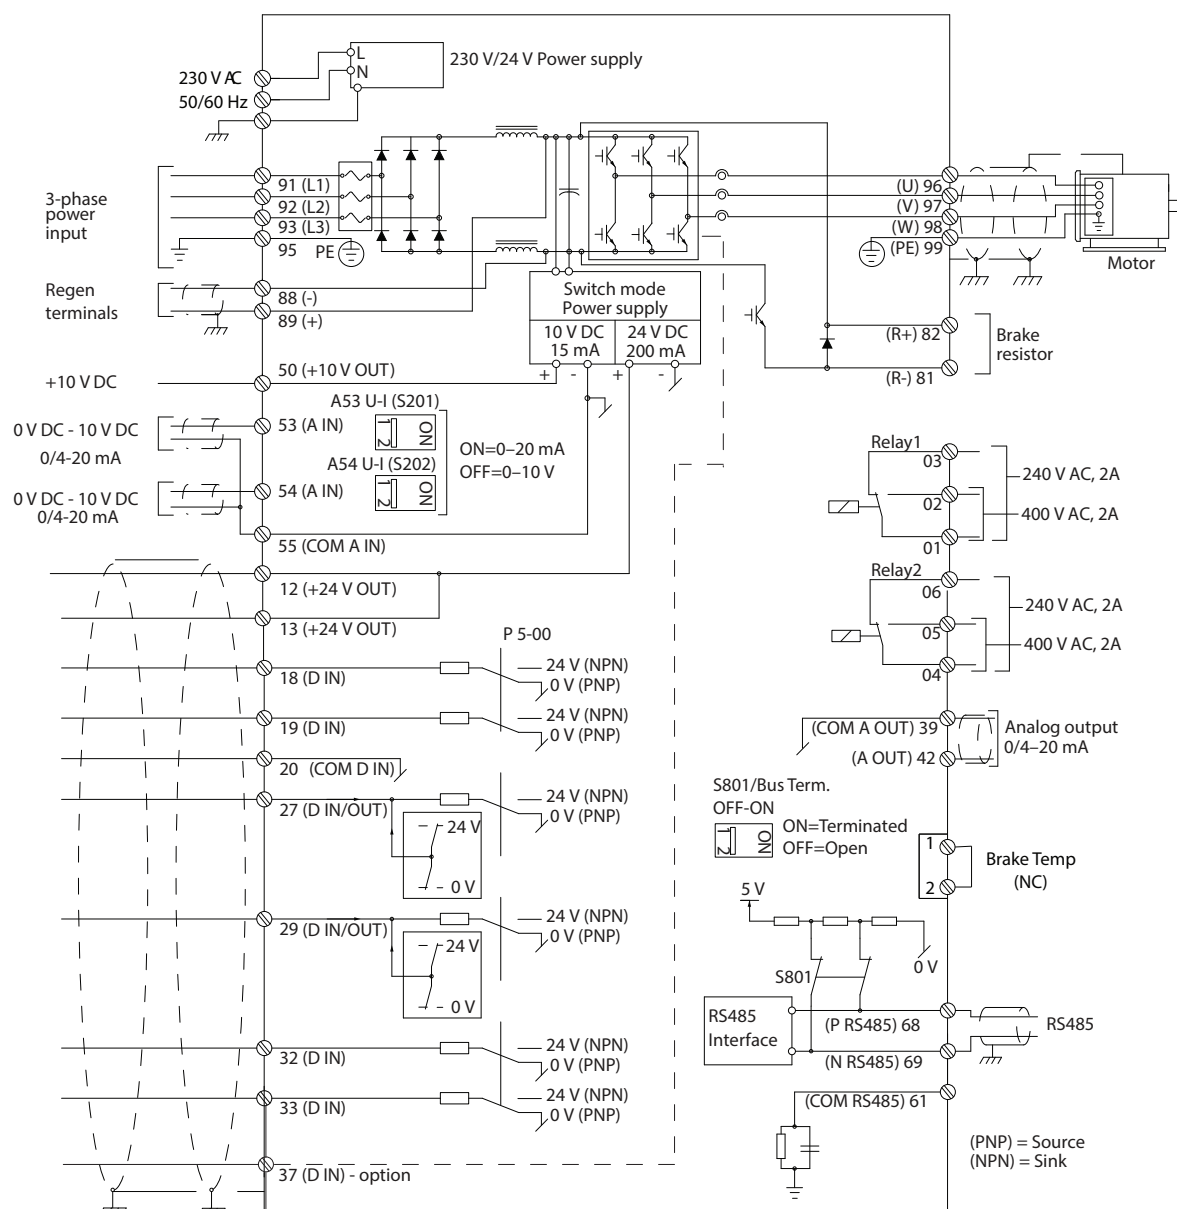 230 V AC
50/60 Hz
L
N
230 V/24 V Power supply
3-phase
power
input
91 (L1)
92 (L2)
93 (L3)
95
PE
Regen
terminals
88 (-)
89 (+)
Switch mode
Power supply
10 V DC
15 mA
24 V DC
200 mA
+
-
+
-
(U) 96
(V) 97
(W) 98
(PE) 99
Motor
(R+) 82
(R-) 81
Brake
resistor
+10 V DC
50 (+10 V OUT)
A53 U-I (S201)
1
2
ON
A54 U-I (S202)
1
2
ON
ON=0–20 mA
OFF=0–10 V
0 V DC - 10 V DC
0/4-20 mA
53 (A IN)
0 V DC - 10 V DC
0/4-20 mA
54 (A IN)
55 (COM A IN)
12 (+24 V OUT)
13 (+24 V OUT)
P 5-00
18 (D IN)
24 V (NPN)
0 V (PNP)
19 (D IN)
24 V (NPN)
0 V (PNP)
20 (COM D IN)
27 (D IN/OUT)
24 V (NPN)
0 V (PNP)
24 V
0 V
29 (D IN/OUT)
24 V (NPN)
0 V (PNP)
24 V
0 V
32 (D IN)
24 V (NPN)
0 V (PNP)
33 (D IN)
24 V (NPN)
0 V (PNP)
37 (D IN) - option
Relay1
03
02
01
240 V AC, 2A
400 V AC, 2A
Relay2
06
05
04
240 V AC, 2A
400 V AC, 2A
(COM A OUT) 39
(A OUT) 42
Analog output
0/4–20 mA
S801/Bus Term.
OFF-ON
1
2
ON
ON=Terminated
OFF=Open
1
2
Brake Temp
(NC)
5 V
0 V
S801
RS485
Interface
(P RS485) 68
(N RS485) 69
RS485
(COM RS485) 61
(PNP) = Source
(NPN) = Sink